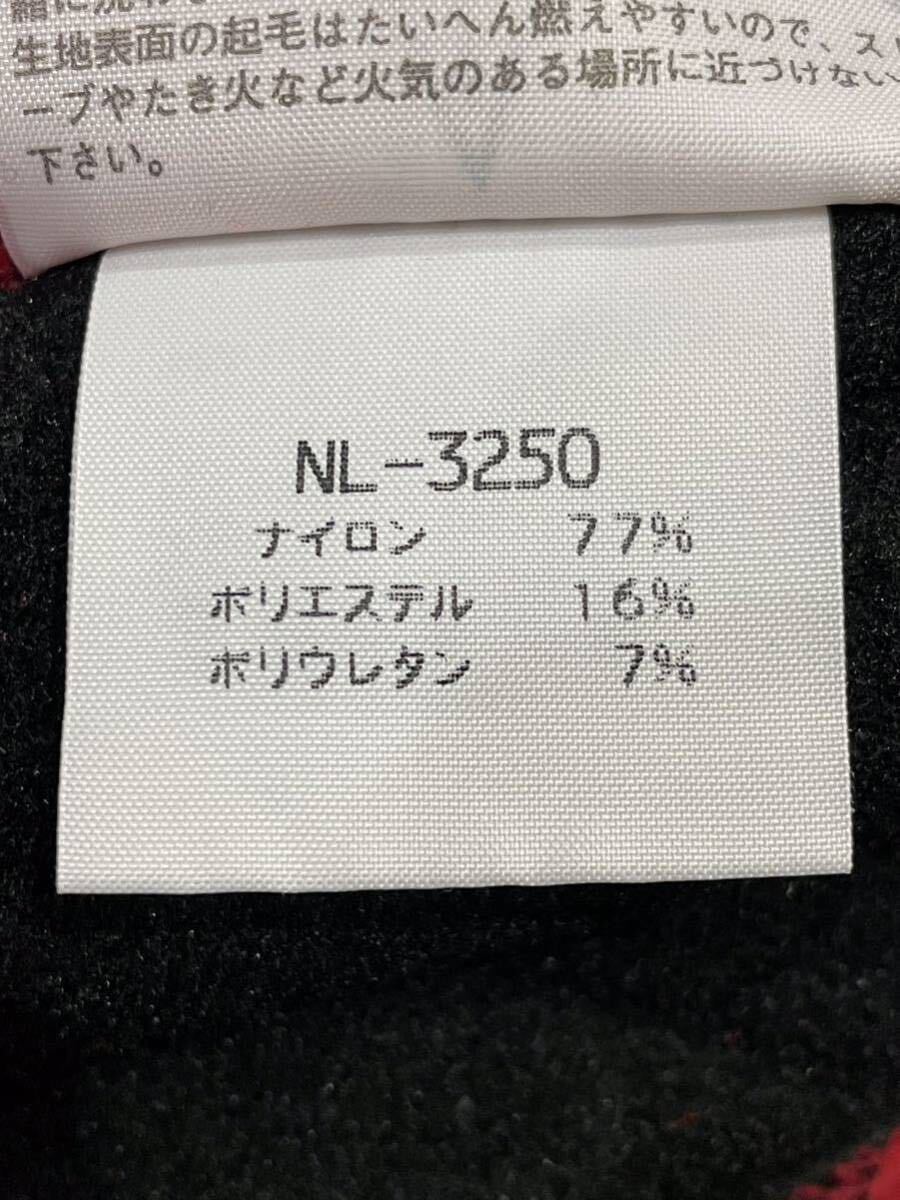 生地表面の起毛はたいへん燃えやすいので、ス
ーブやたき火など火気のある場所に近づけない
下さい。
NL-3250
ナイロン 77%
ポリエステル 16%
ポリウレタン 7%